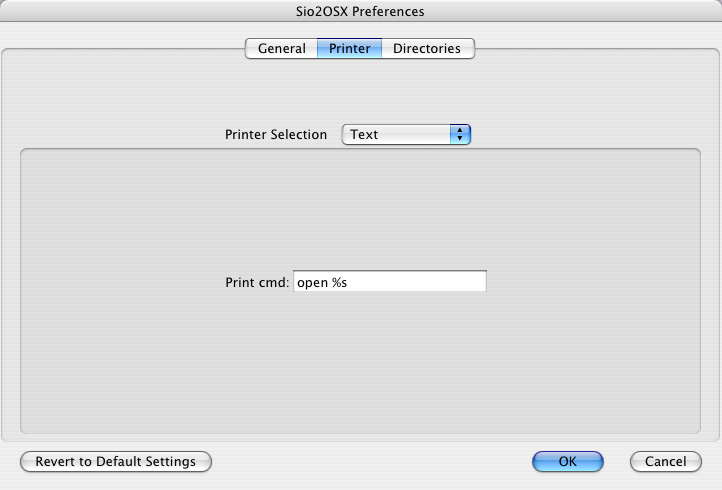 Sio2OSX Preferences
General Printer Directories
Printer Selection Text
Print cmd: open %s
Revert to Default Settings OK Cancel